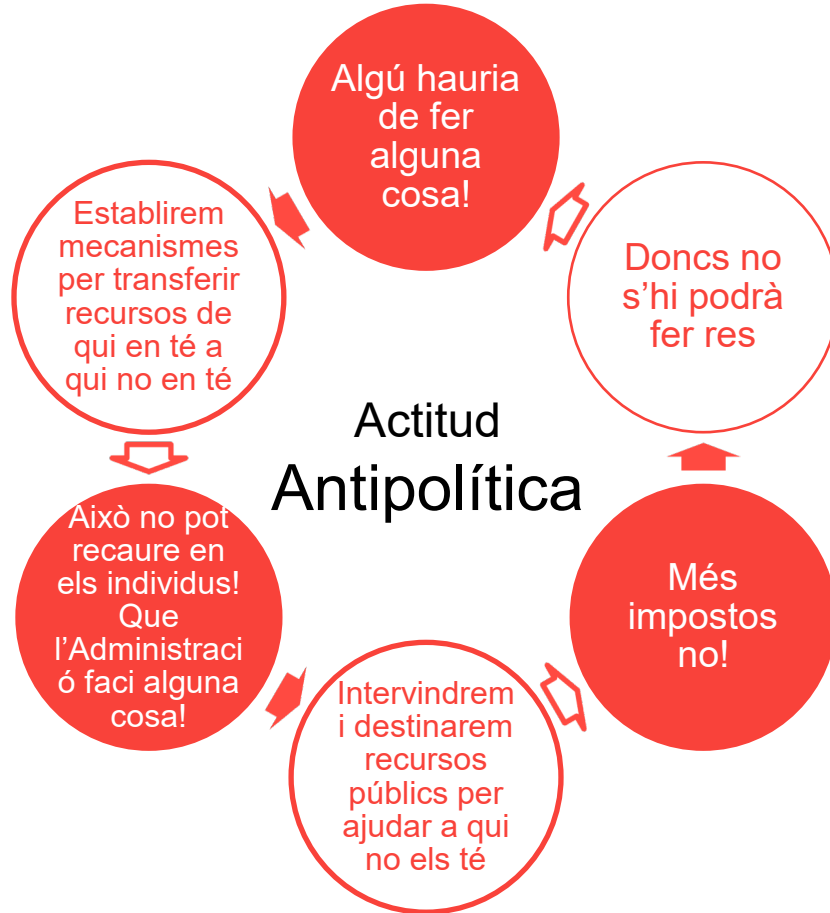 Algú hauria
de fer
alguna
cosa!
Establirem
mecanismes
per transferir
recursos de
qui en té a
qui no en té
Això no pot
recaure en
els individus!
Que
l’Administraci
ó faci alguna
cosa!
Intervindrem
i destinarem
recursos
públics per
ajudar a qui
no els té
Més
impostos
no!
Doncs no
s’hi podrà
fer res
Actitud
Antipolítica